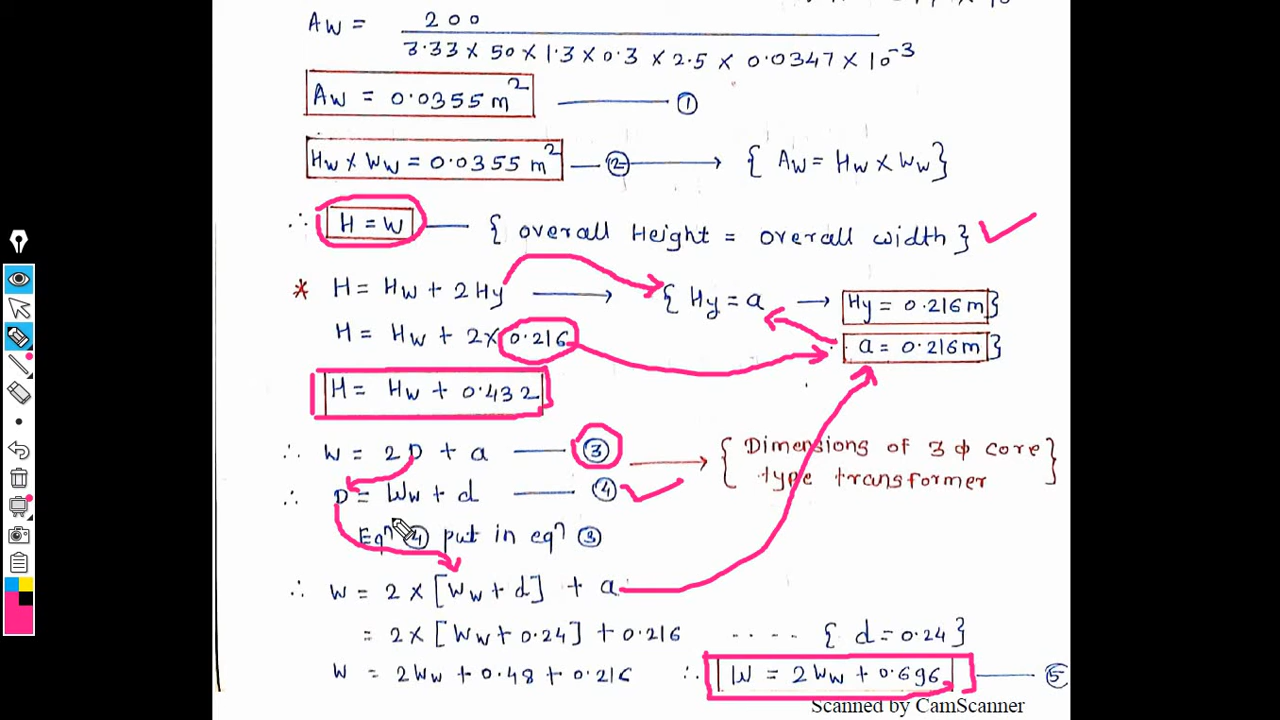 Aw = 200
3.33 × 50 × 1.3 × 0.3 × 2.5 × 0.0347 × 10⁻³
Aw = 0.0355 m² ①
Hw × Ww = 0.0355 m² ② { Aw = Hw × Ww}
∴ H = W { overall Height = overall width }
* H = Hw + 2Hy → { Hy = a → Hy = 0.216 m }
H = Hw + 2× 0.216 a = 0.216 m }
H = Hw + 0.432
∴ W = 2D + a ③ → { Dimensions of 3 ϕ core
type transformer }
∴ D = Ww + d ④
Eqⁿ ④ put in eqⁿ ③
∴ W = 2 × [Ww + d] + a
= 2× [Ww + 0.24] + 0.216 ..... { d = 0.24 }
W = 2Ww + 0.48 + 0.216 ∴ W = 2Ww + 0.696 ⑤
Scanned by CamScanner